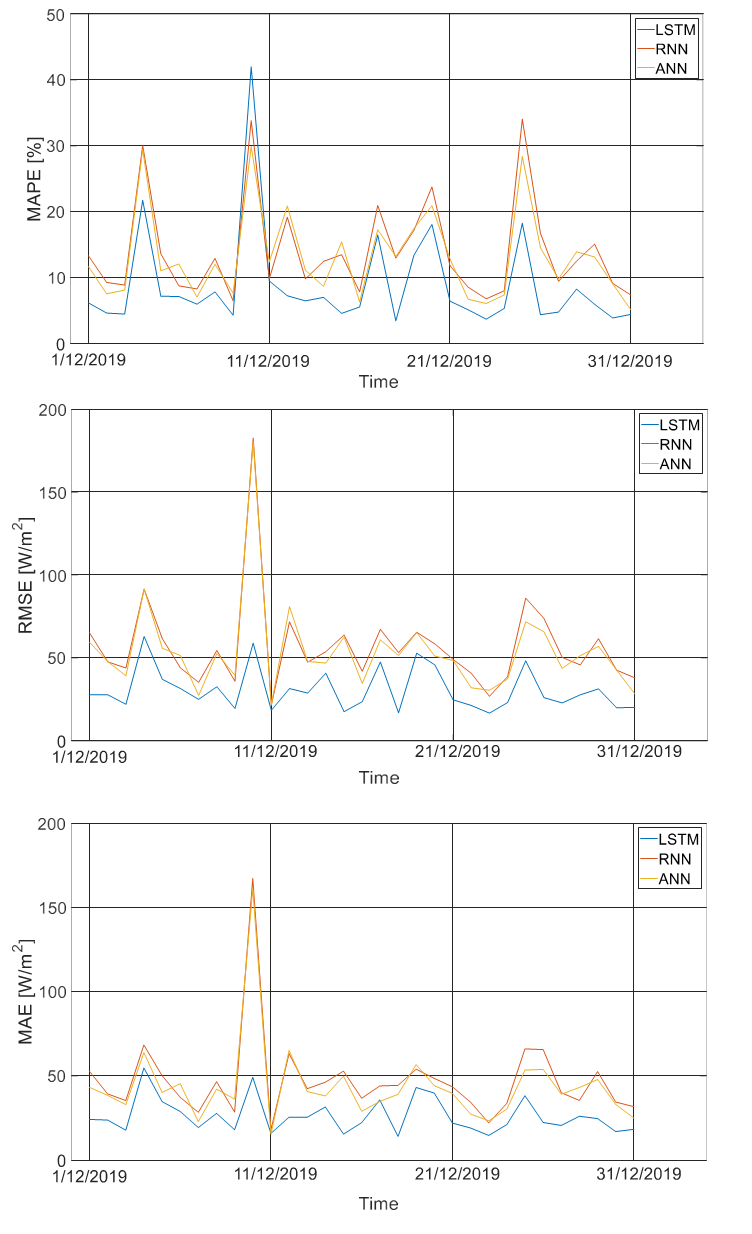 50
LSTM
RNN
ANN
40
30
MAPE [%]
20
10
0
1/12/2019 11/12/2019 21/12/2019 31/12/2019
Time
200
LSTM
RNN
ANN
150
RMSE [W/m²]
100
50
0
1/12/2019 11/12/2019 21/12/2019 31/12/2019
Time
200
LSTM
RNN
ANN
150
MAE [W/m²]
100
50
0
1/12/2019 11/12/2019 21/12/2019 31/12/2019
Time